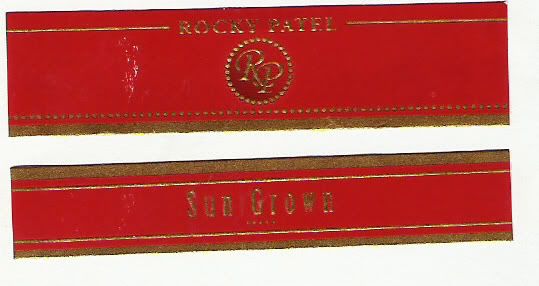 ROCKY PATEL
RP
Sun Grown